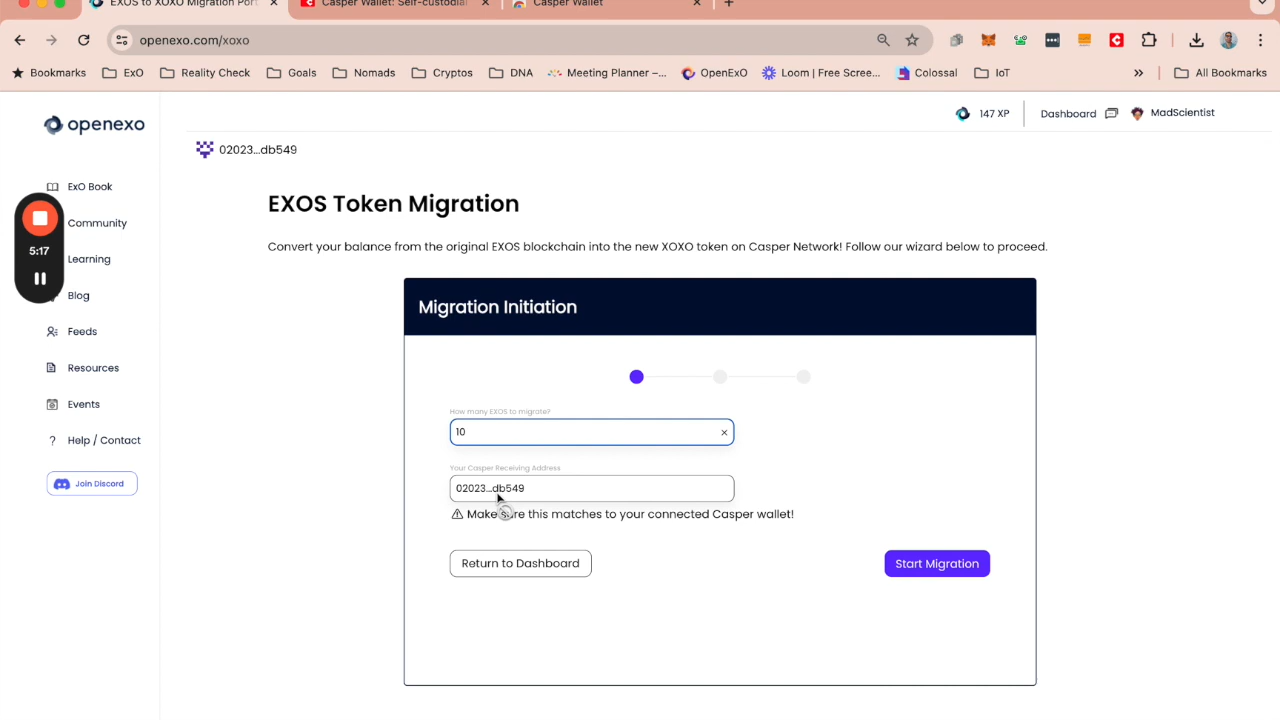 EXOS to XOXO Migration Port
Casper Wallet: Self-custodial
Casper Wallet
openexo.com/xoxo
Bookmarks
ExO
Reality Check
Goals
Nomads
Cryptos
DNA
Meeting Planner –...
OpenExO
Loom | Free Scree...
Colossal
IoT
»
All Bookmarks
openexo
147 XP
Dashboard
MadScientist
02023...db549
ExO Book
Community
Learning
Blog
Feeds
Resources
Events
Help / Contact
Join Discord
5:17
EXOS Token Migration
Convert your balance from the original EXOS blockchain into the new XOXO token on Casper Network! Follow our wizard below to proceed.
Migration Initiation
How many EXOS to migrate?
10
Your Casper Receiving Address
02023...db549
Make sure this matches to your connected Casper wallet!
Return to Dashboard
Start Migration